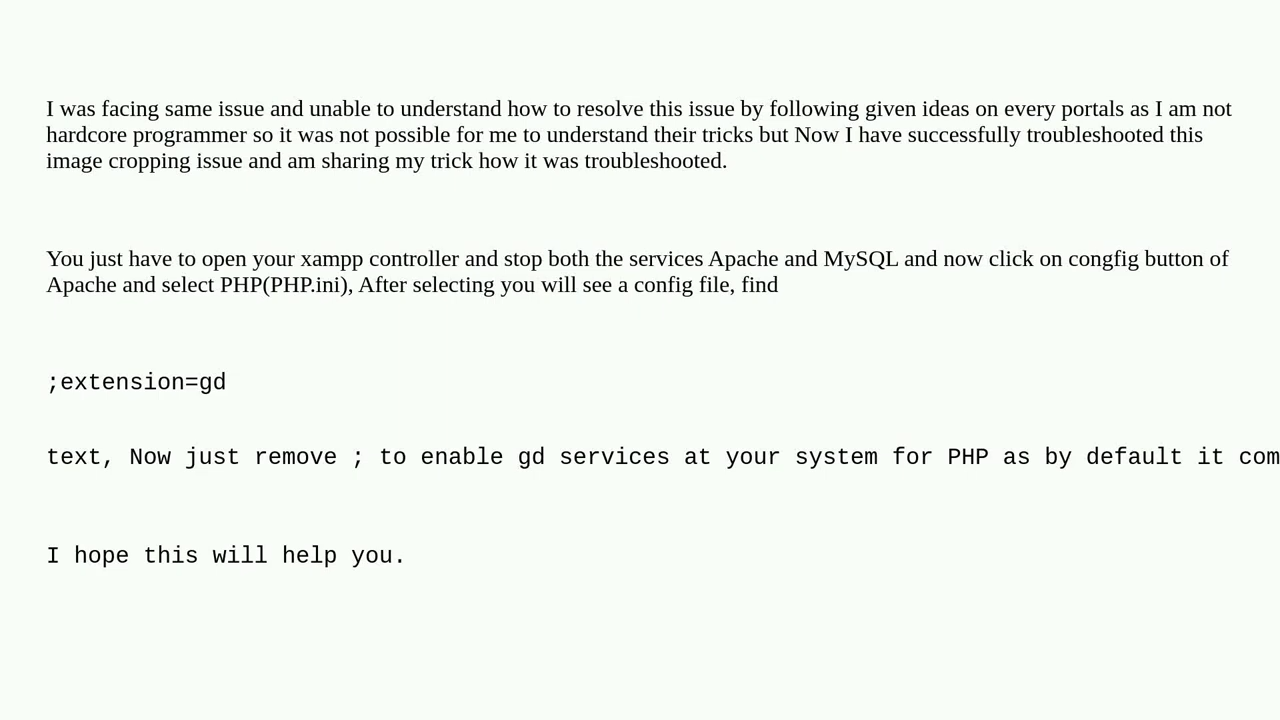 I was facing same issue and unable to understand how to resolve this issue by following given ideas on every portals as I am not
hardcore programmer so it was not possible for me to understand their tricks but Now I have successfully troubleshooted this
image cropping issue and am sharing my trick how it was troubleshooted.
You just have to open your xampp controller and stop both the services Apache and MySQL and now click on congfig button of
Apache and select PHP(PHP.ini), After selecting you will see a config file, find
;extension=gd
text, Now just remove ; to enable gd services at your system for PHP as by default it com
I hope this will help you.